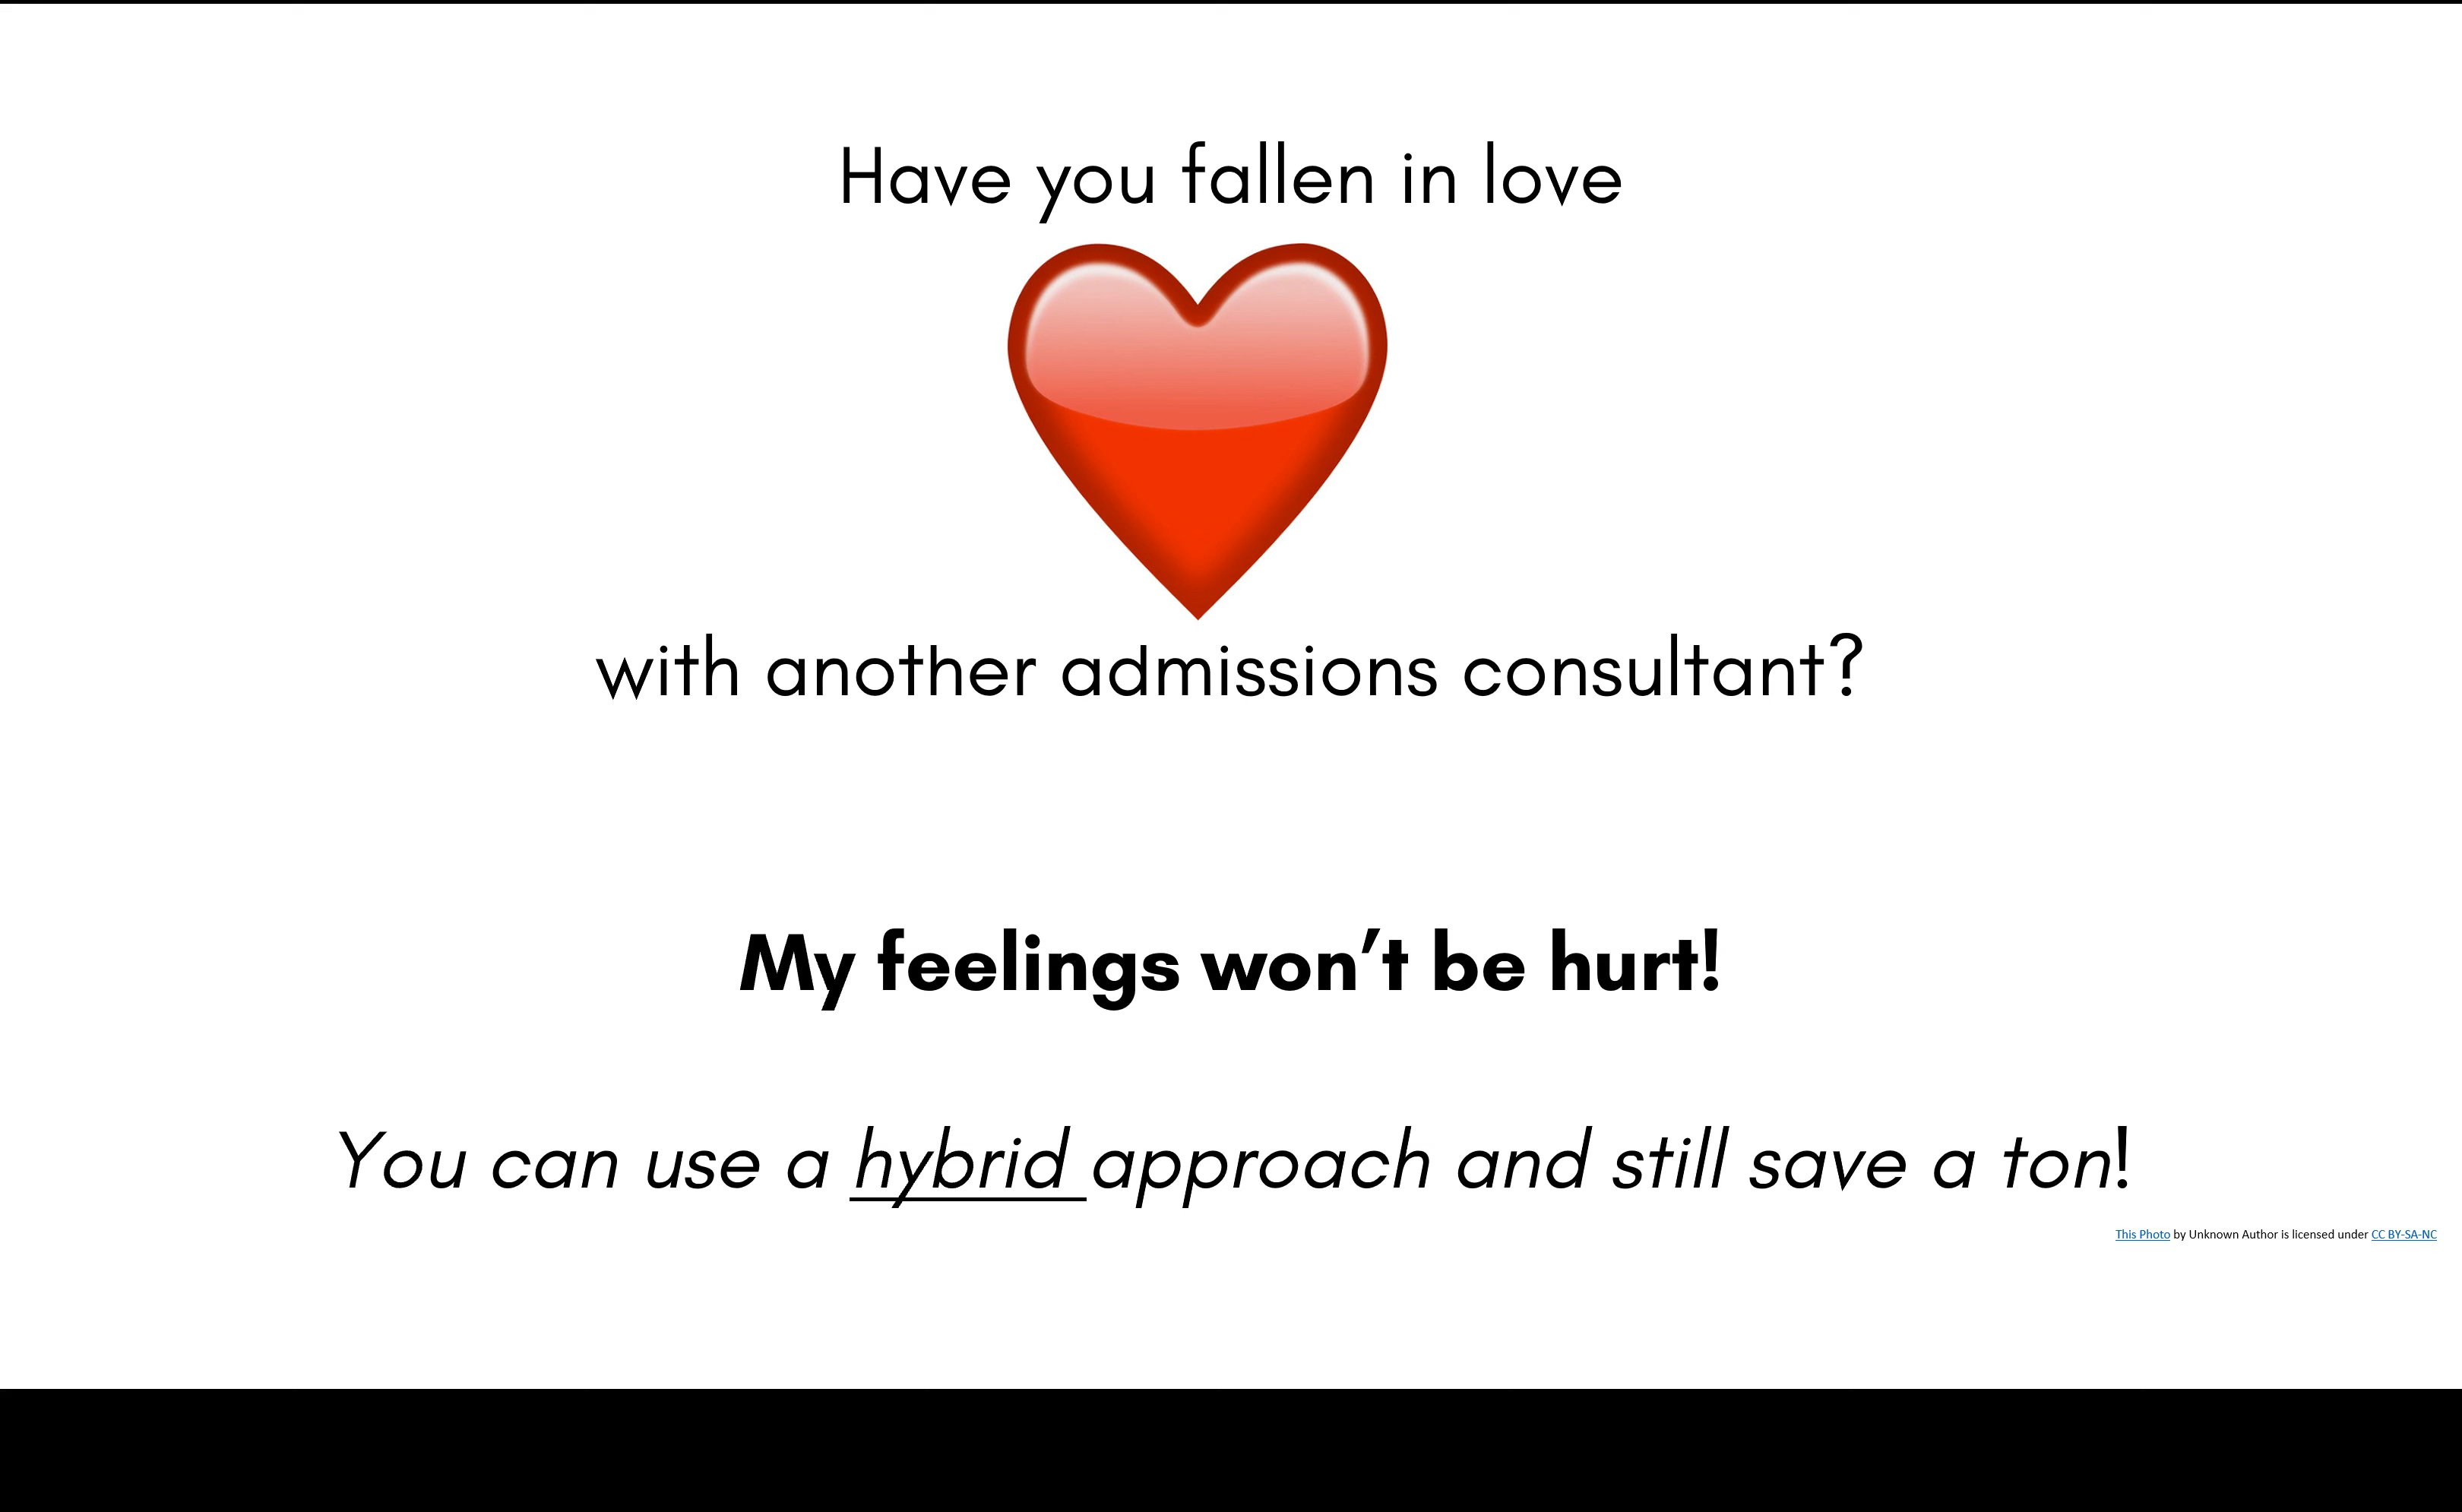 Have you fallen in love
with another admissions consultant?
My feelings won’t be hurt!
You can use a hybrid approach and still save a ton!
This Photo by Unknown Author is licensed under CC BY-SA-NC